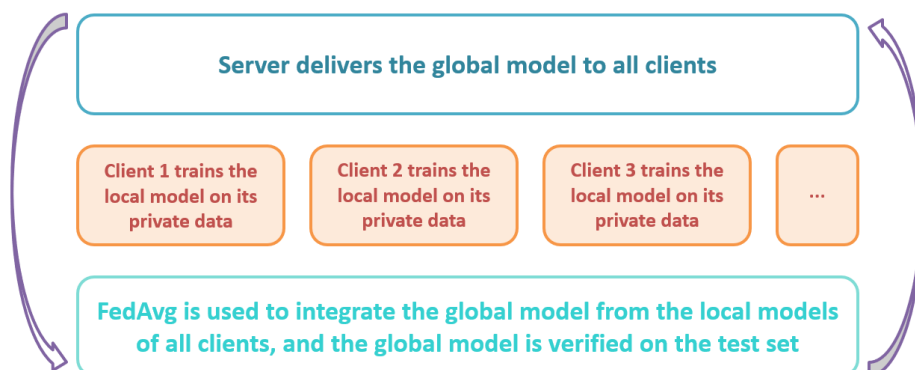 Server delivers the global model to all clients
Client 1 trains the
local model on its
private data
Client 2 trains the
local model on its
private data
Client 3 trains the
local model on its
private data
...
FedAvg is used to integrate the global model from the local models
of all clients, and the global model is verified on the test set